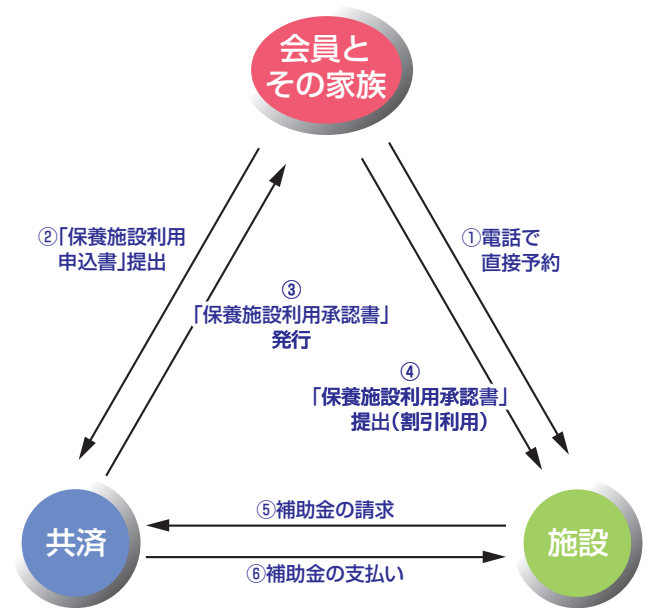 会員と
その家族
②「保養施設利用
申込書」提出
①電話で
直接予約
③
「保養施設利用承認書」
発行
④
「保養施設利用承認書」
提出(割引利用)
共済
⑤補助金の請求
⑥補助金の支払い
施設